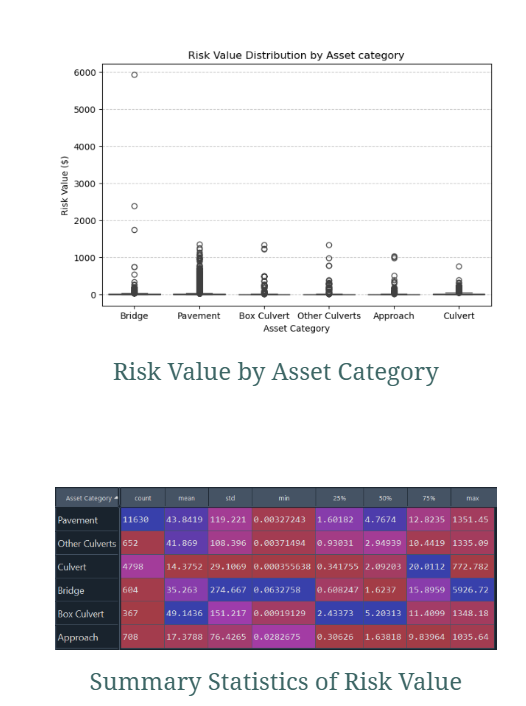 Risk Value Distribution by Asset category
6000
5000
4000
3000
2000
1000
0
Risk Value ($)
Bridge Pavement Box Culvert Other Culverts Approach Culvert
Asset Category
Risk Value by Asset Category
Asset Category count mean std min 25% 50% 75% max
Pavement 11630 43.8419 119.221 0.00327243 1.60182 4.7674 12.8235 1351.45
Other Culverts 652 41.869 108.396 0.00371494 0.93031 2.94939 10.4419 1335.09
Culvert 4798 14.3752 29.1069 0.000355638 0.341755 2.09203 20.0112 772.782
Bridge 604 35.263 274.667 0.0632758 0.608247 1.6237 15.8959 5926.72
Box Culvert 367 49.1436 151.217 0.00919129 2.43373 5.20313 11.4099 1348.18
Approach 708 17.3788 76.4265 0.0282675 0.30626 1.63818 9.83964 1035.64
Summary Statistics of Risk Value